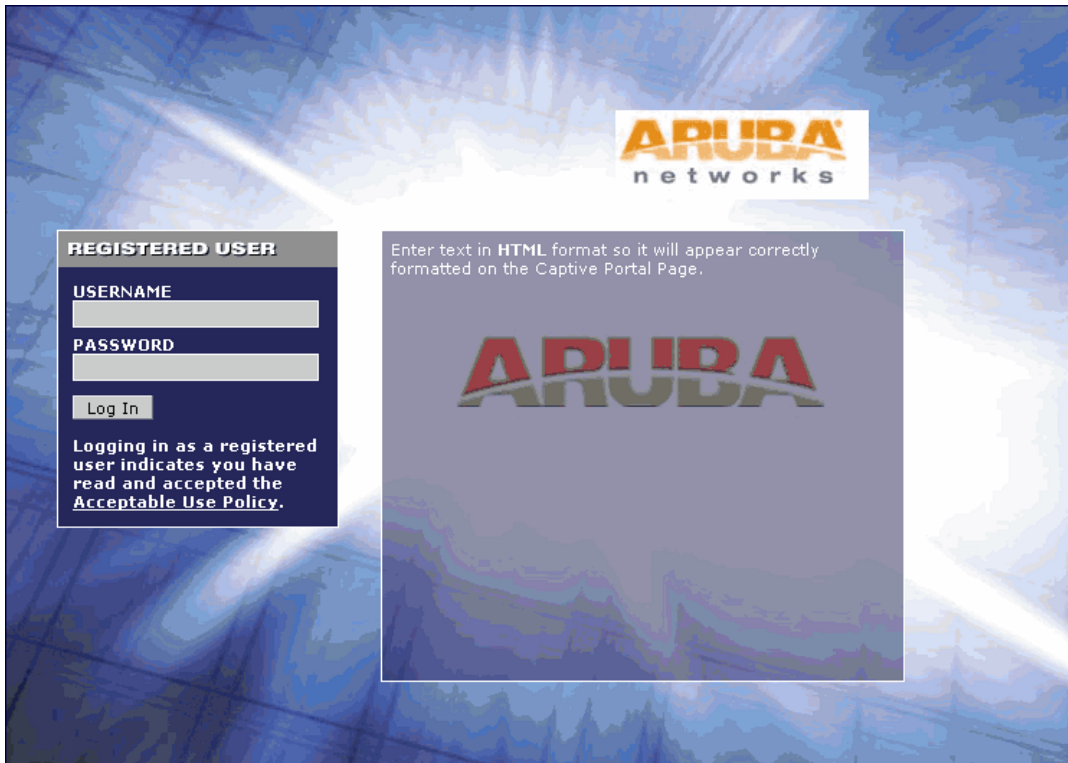 ARUBA
networks
REGISTERED USER
USERNAME
PASSWORD
Log In
Logging in as a registered
user indicates you have
read and accepted the
Acceptable Use Policy.
Enter text in HTML format so it will appear correctly
formatted on the Captive Portal Page.
ARUBA